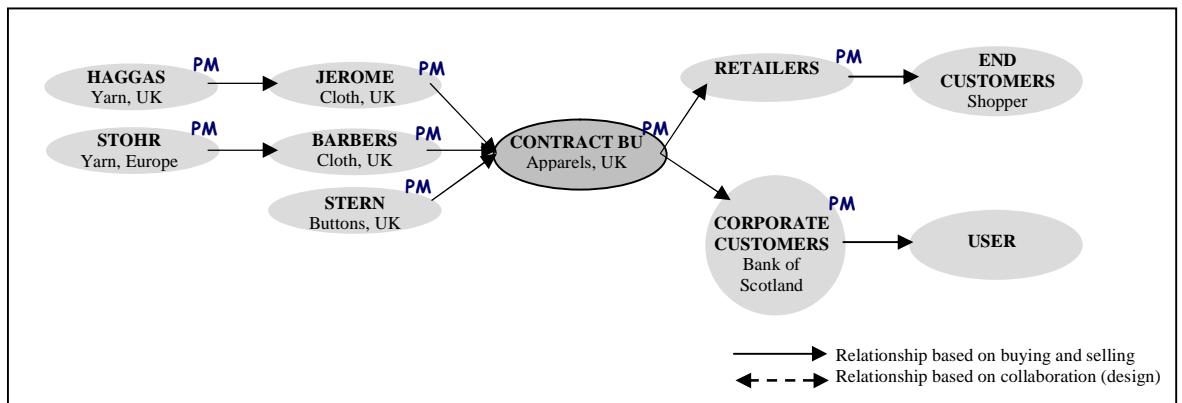 PM
HAGGAS
Yarn, UK
PM
JEROME
Cloth, UK
PM
RETAILERS
PM
END
CUSTOMERS
Shopper
PM
STOHR
Yarn, Europe
PM
BARBERS
Cloth, UK
PM
CONTRACT BU
Apparels, UK
PM
STERN
Buttons, UK
PM
CORPORATE
CUSTOMERS
Bank of
Scotland
USER
Relationship based on buying and selling
Relationship based on collaboration (design)